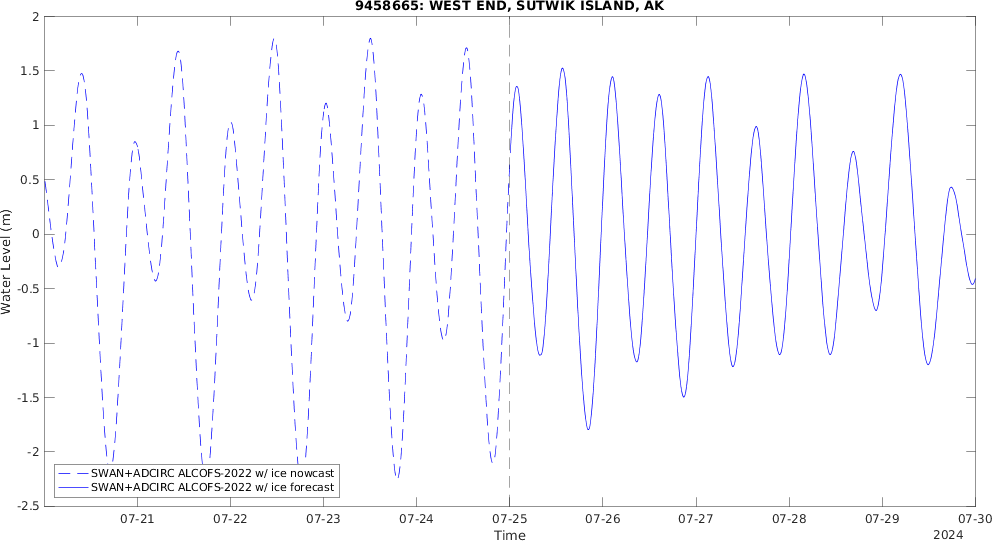 9458665: WEST END, SUTWIK ISLAND, AK
Water Level (m)
2
1.5
1
0.5
0
-0.5
-1
-1.5
-2
-2.5
SWAN+ADCIRC ALCOFS-2022 w/ ice nowcast
SWAN+ADCIRC ALCOFS-2022 w/ ice forecast
07-21 07-22 07-23 07-24 07-25 07-26 07-27 07-28 07-29 07-30
Time
2024